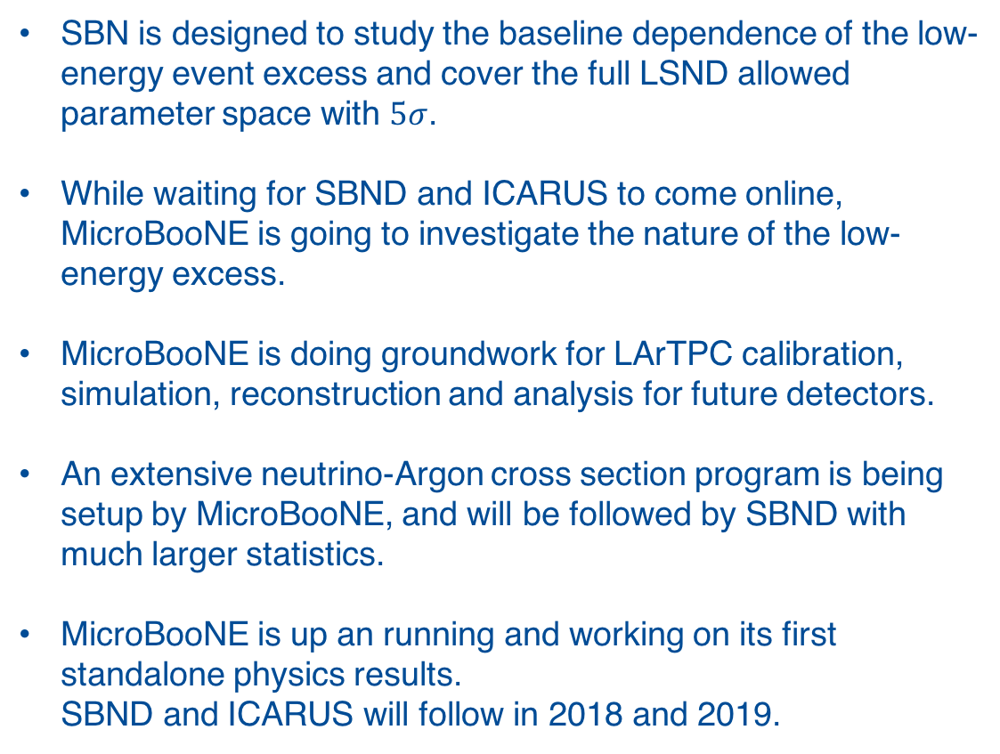 • SBN is designed to study the baseline dependence of the low-
energy event excess and cover the full LSND allowed
parameter space with 5σ.
• While waiting for SBND and ICARUS to come online,
MicroBooNE is going to investigate the nature of the low-
energy excess.
• MicroBooNE is doing groundwork for LArTPC calibration,
simulation, reconstruction and analysis for future detectors.
• An extensive neutrino-Argon cross section program is being
setup by MicroBooNE, and will be followed by SBND with
much larger statistics.
• MicroBooNE is up an running and working on its first
standalone physics results.
SBND and ICARUS will follow in 2018 and 2019.